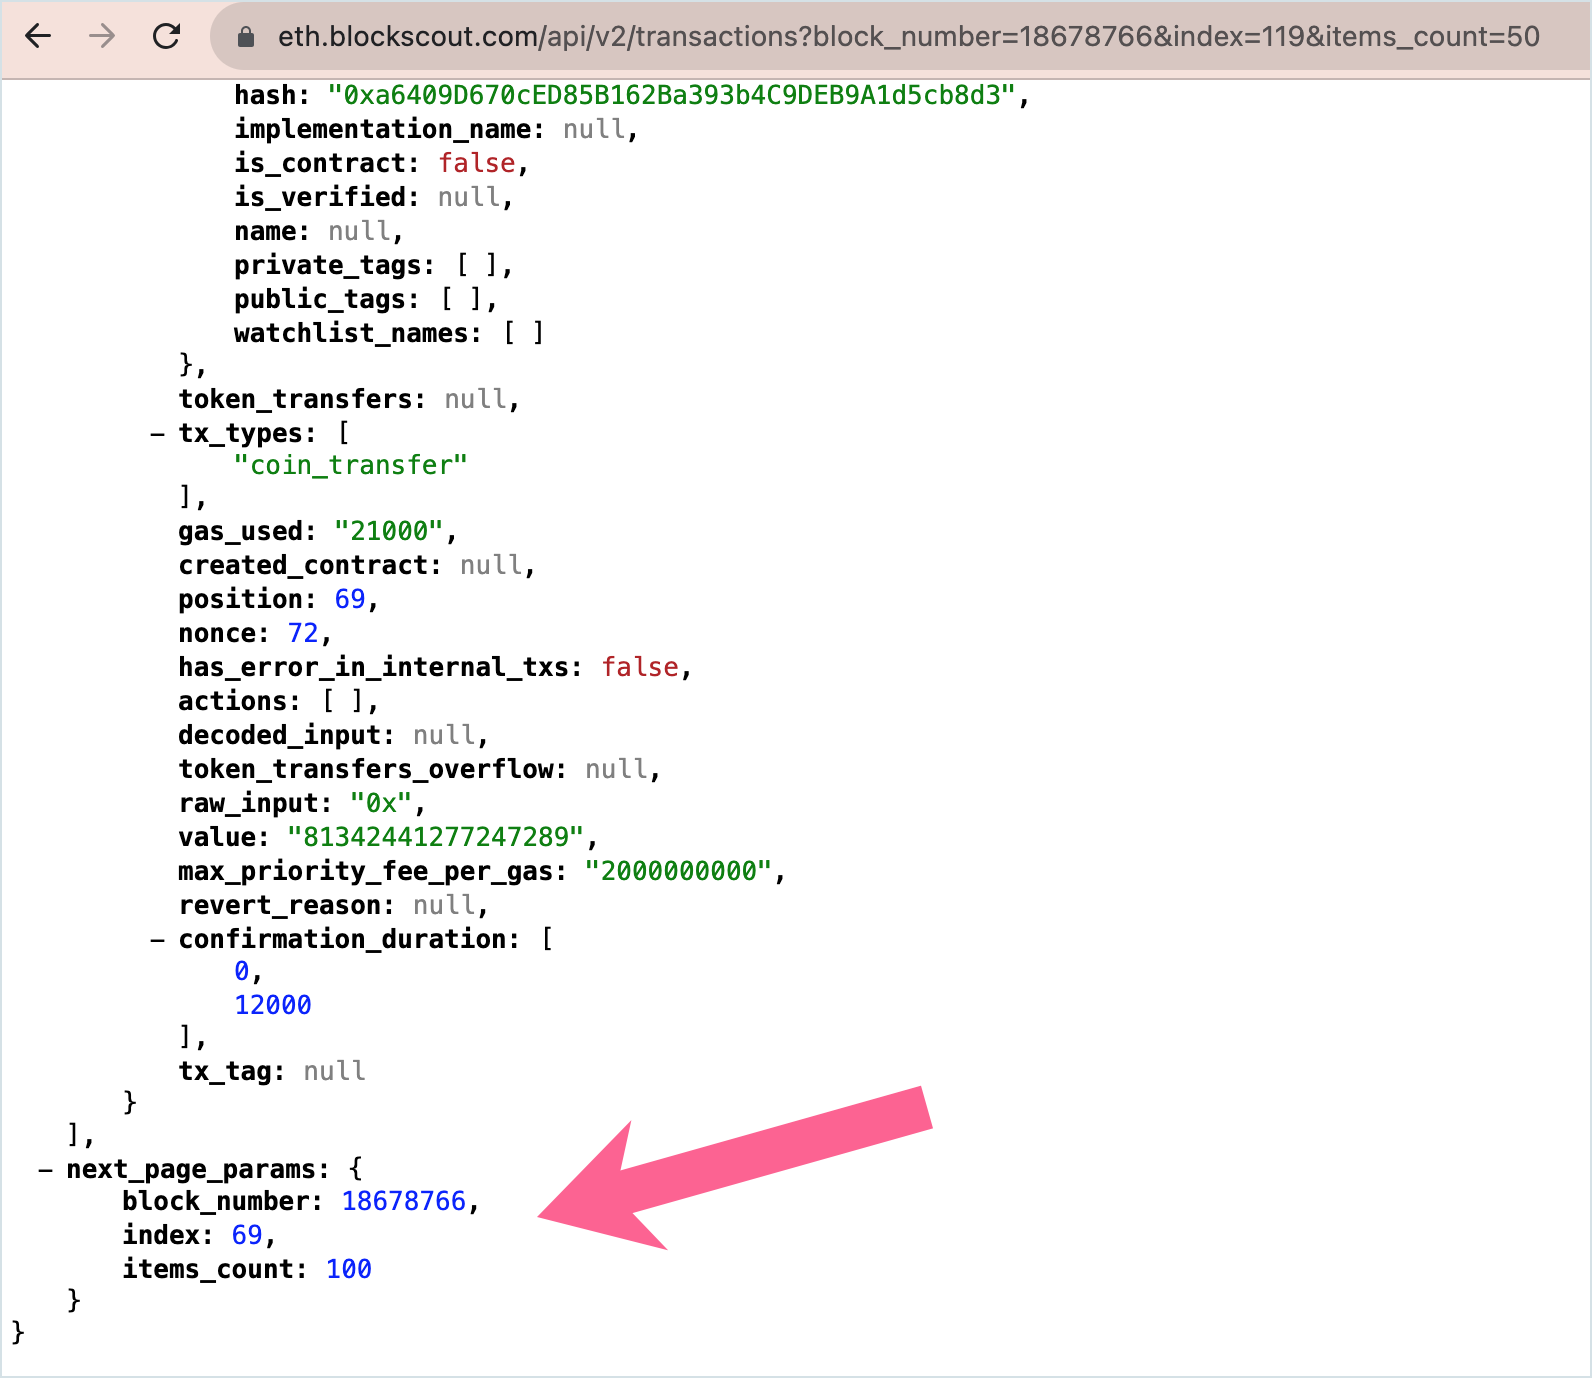 eth.blockscout.com/api/v2/transactions?block_number=18678766&index=119&items_count=50
hash: "0xa6409D670cED85B162Ba393b4C9DEB9A1d5cb8d3",
implementation_name: null,
is_contract: false,
is_verified: null,
name: null,
private_tags: [ ],
public_tags: [ ],
watchlist_names: [ ]
},
token_transfers: null,
– tx_types: [
"coin_transfer"
],
gas_used: "21000",
created_contract: null,
position: 69,
nonce: 72,
has_error_in_internal_txs: false,
actions: [ ],
decoded_input: null,
token_transfers_overflow: null,
raw_input: "0x",
value: "81342441277247289",
max_priority_fee_per_gas: "2000000000",
revert_reason: null,
– confirmation_duration: [
0,
12000
],
tx_tag: null
}
],
– next_page_params: {
block_number: 18678766,
index: 69,
items_count: 100
}
}